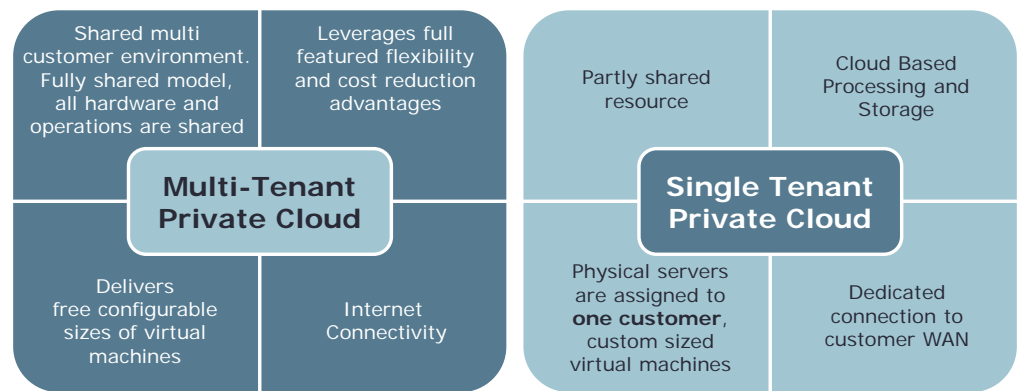 Shared multi
customer environment.
Fully shared model,
all hardware and
operations are shared
Leverages full
featured flexibility
and cost reduction
advantages
Multi-Tenant
Private Cloud
Delivers
free configurable
sizes of virtual
machines
Internet
Connectivity
Partly shared
resource
Cloud Based
Processing and
Storage
Single Tenant
Private Cloud
Physical servers
are assigned to
one customer,
custom sized
virtual machines
Dedicated
connection to
customer WAN